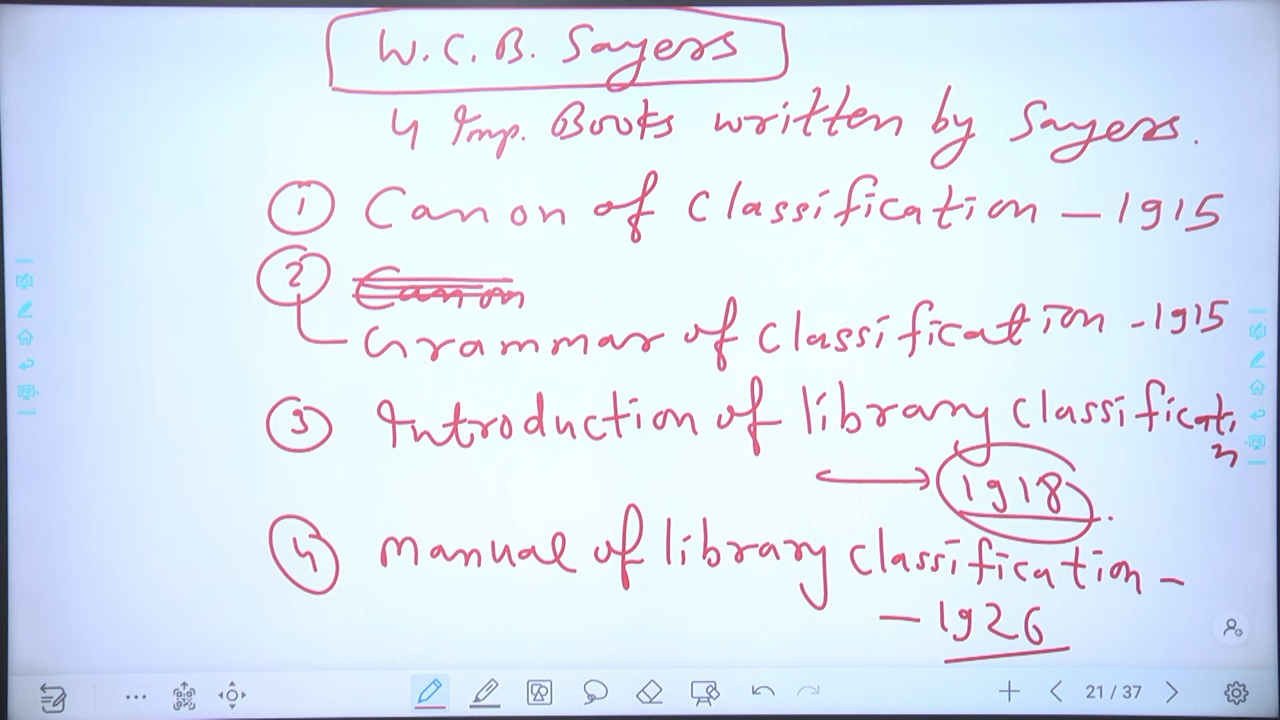 W.C.B. Sayers
4 Imp. Books written by Sayers.
1 Canon of classification - 1915
2 Canon
Grammar of classification - 1915
3 Introduction of library classification
1918
4 Manual of library classification -
- 1926
21 / 37